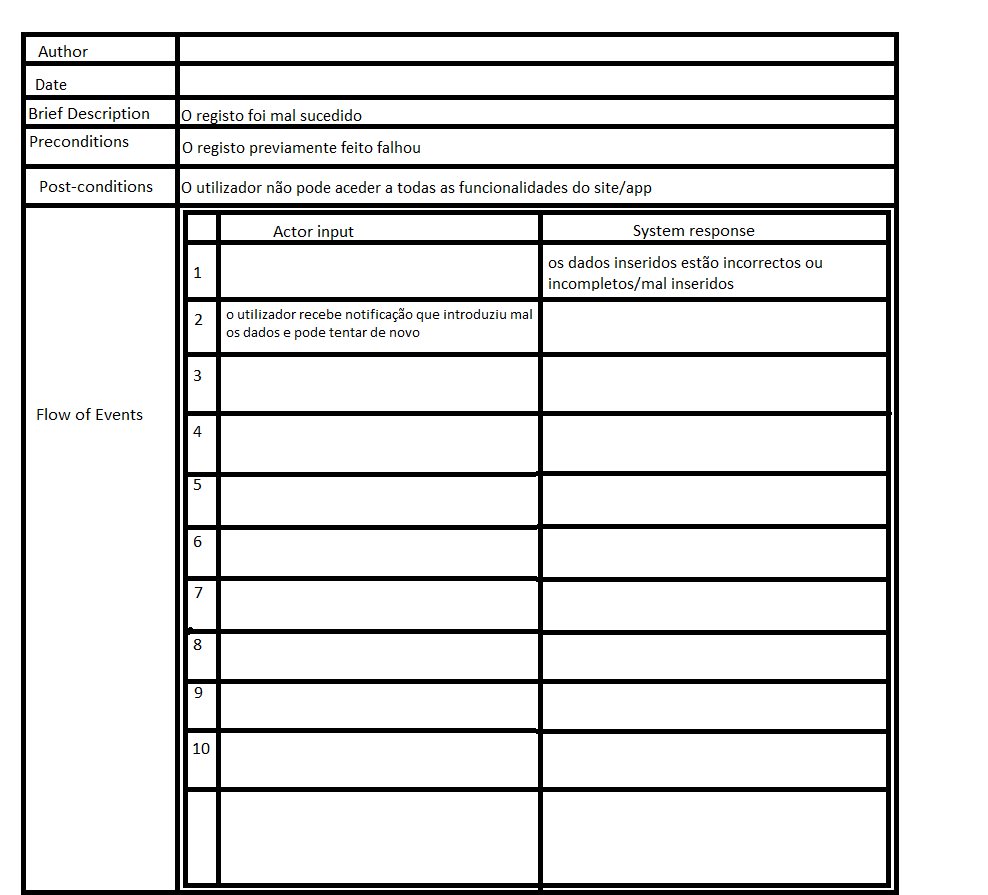 Author
Date
Brief Description
O registo foi mal sucedido
Preconditions
O registo previamente feito falhou
Post-conditions
O utilizador não pode aceder a todas as funcionalidades do site/app
Flow of Events
Actor input
System response
1
os dados inseridos estão incorrectos ou
incompletos/mal inseridos
2
o utilizador recebe notificação que introduziu mal
os dados e pode tentar de novo
3
4
5
6
7
8
9
10